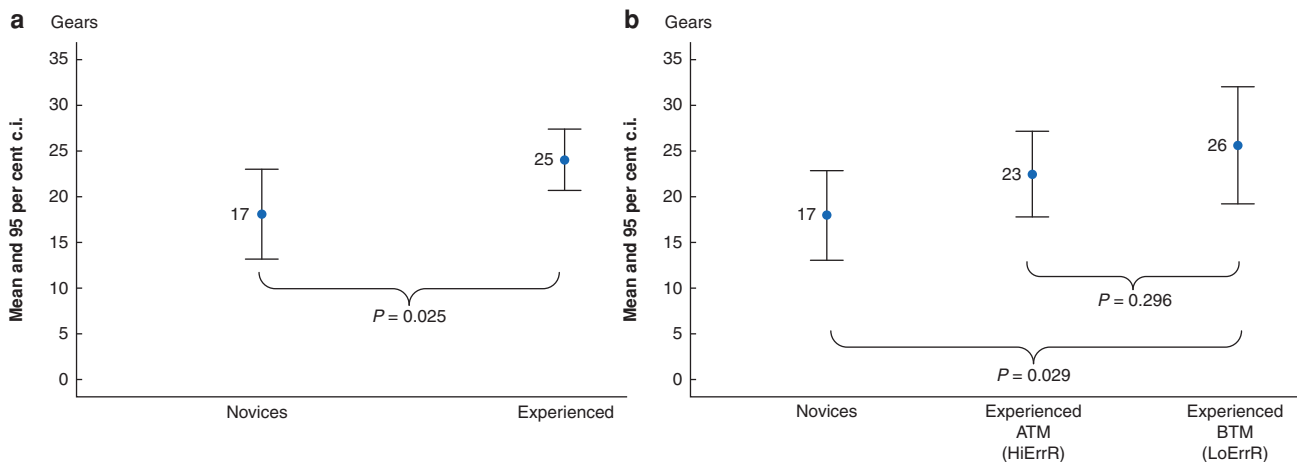 a Gears
Mean and 95 per cent c.i.
35
30
25
20
15
10
5
0
17
25
P = 0.025
Novices
Experienced
b Gears
Mean and 95 per cent c.i.
35
30
25
20
15
10
5
0
17
23
26
P = 0.296
P = 0.029
Novices
Experienced
ATM
(HiErrR)
Experienced
BTM
(LoErrR)